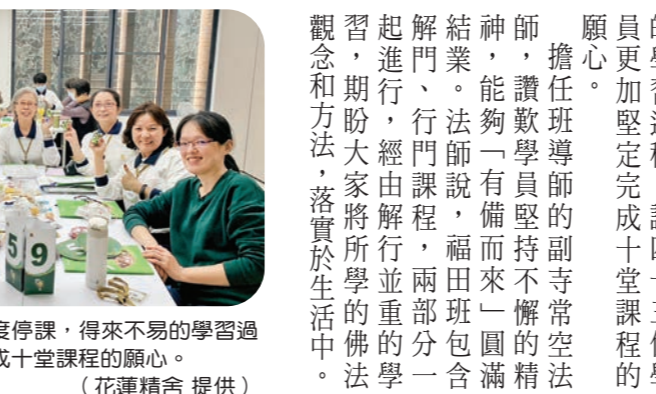 員更加堅定完成十堂課程的
願心。
擔任班導師的副寺常空法
師，讚歎學員堅持不懈的精
神，能夠「有備而來」圓滿
結業。法師說，福田班包含
解門、行門課程，兩部分一
起進行，經由解行並重的學
習，期盼大家將所學的佛法
觀念和方法，落實於生活中。
59
度停課，得來不易的學習過
成十堂課程的願心。
（花蓮精舍 提供）